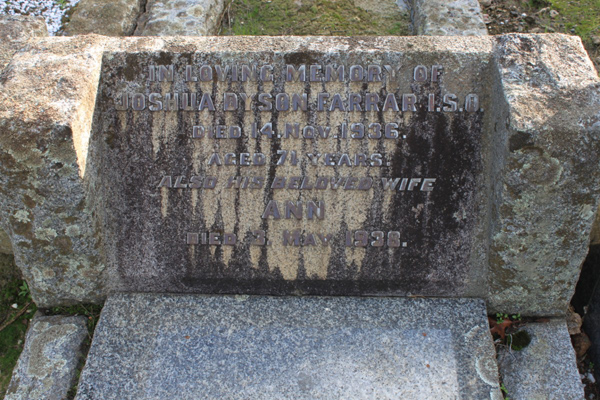 IN LOVING MEMORY OF
JOSHUA DYSON FARRAR I.S.O.
DIED 14. NOV. 1936.
AGED 71 YEARS.
ALSO HIS BELOVED WIFE
ANN
DIED MAY. 1938.